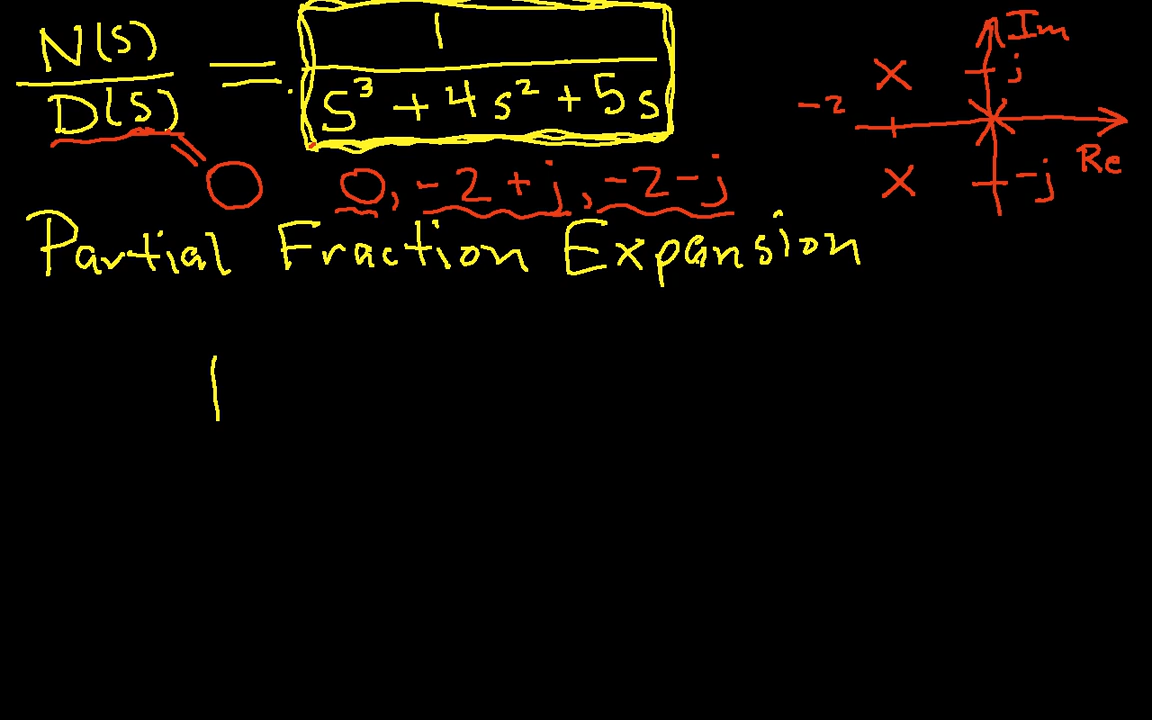 N(s)/D(s) = 1/(s³ + 4s² + 5s)
= 0 0, -2 + j, -2 - j
Im
j
-2
Re
-j
Partial Fraction Expansion
1